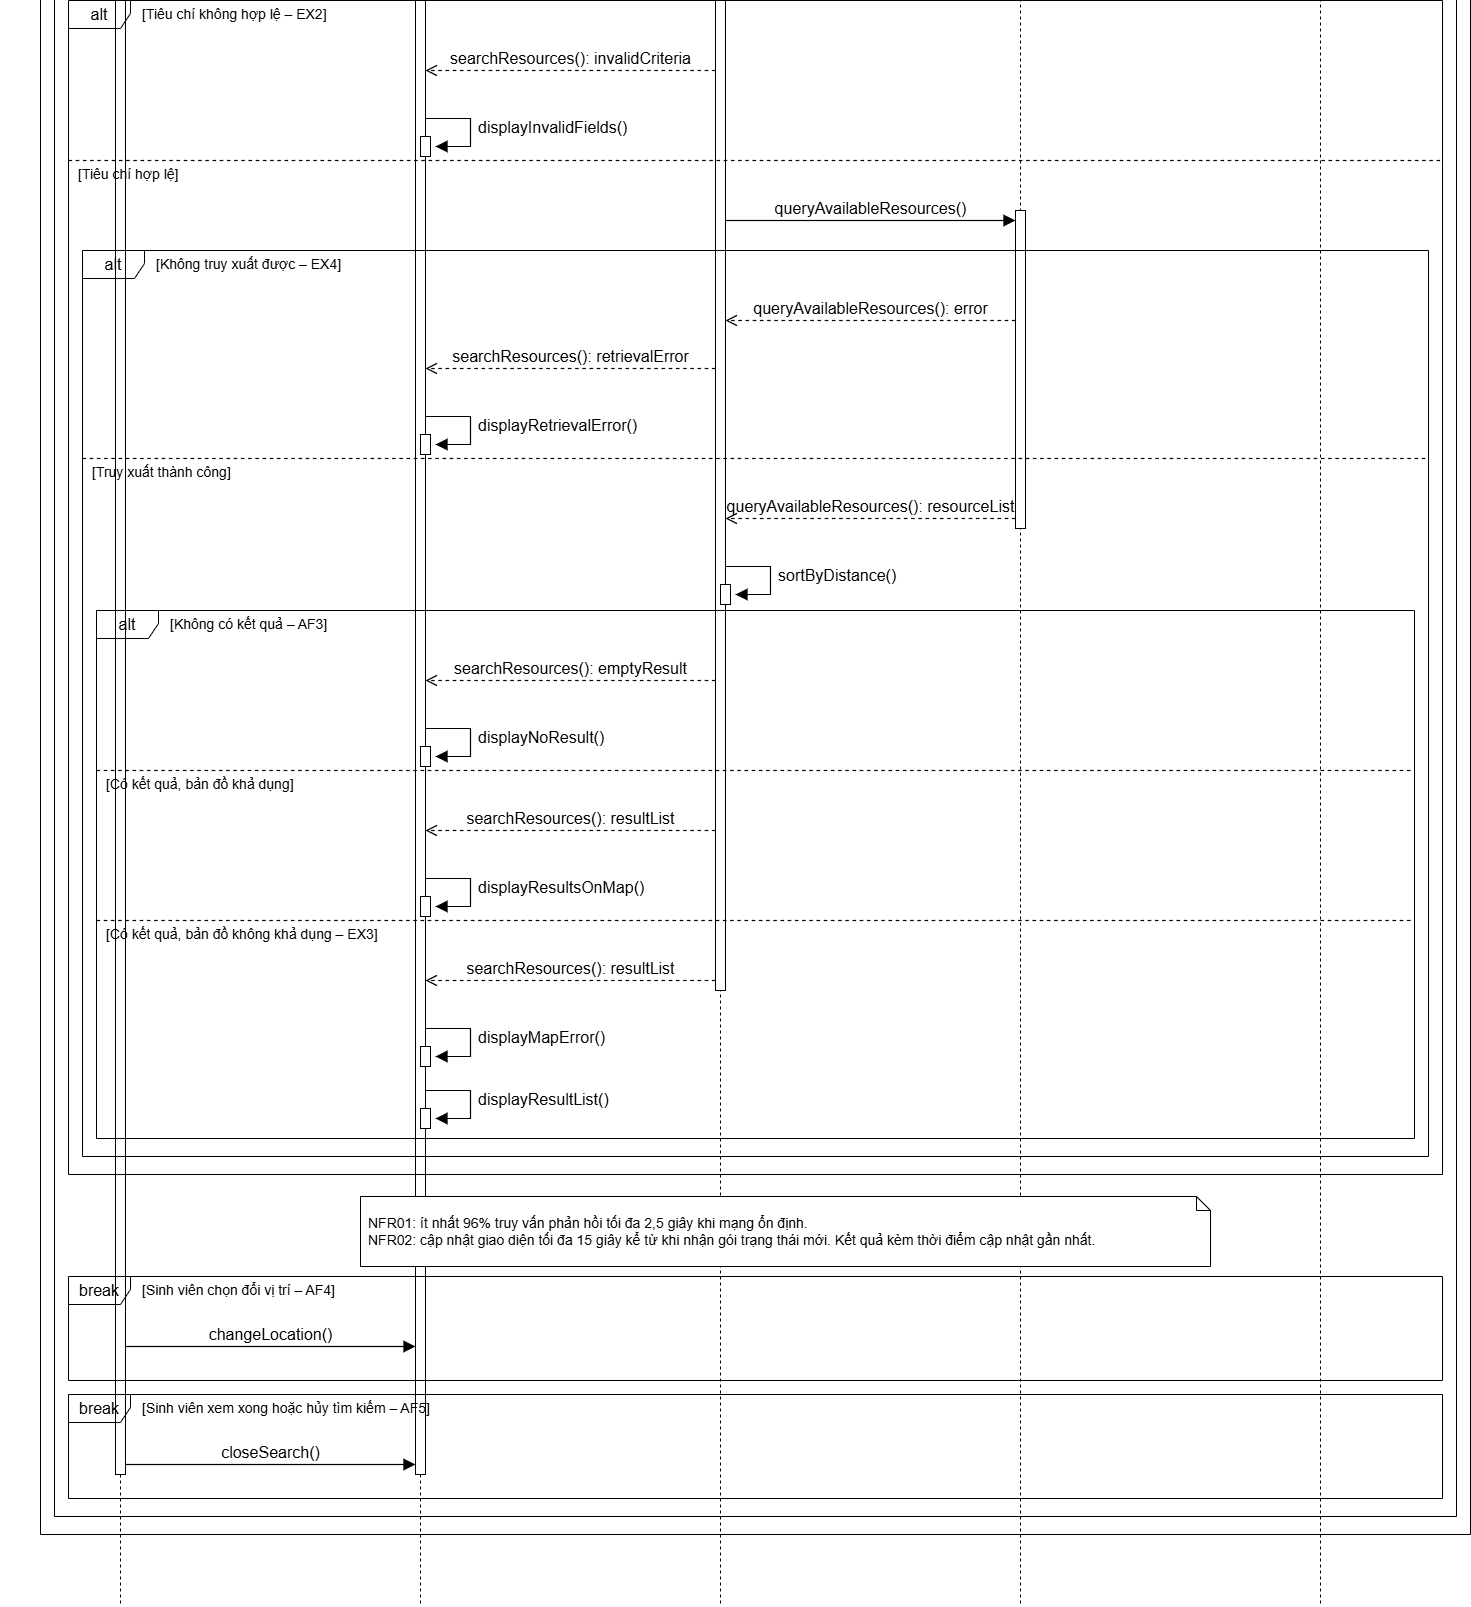 alt [Tiêu chí không hợp lệ – EX2]
searchResources(): invalidCriteria
displayInvalidFields()
[Tiêu chí hợp lệ]
queryAvailableResources()
alt [Không truy xuất được – EX4]
queryAvailableResources(): error
searchResources(): retrievalError
displayRetrievalError()
[Truy xuất thành công]
queryAvailableResources(): resourceList
sortByDistance()
alt [Không có kết quả – AF3]
searchResources(): emptyResult
displayNoResult()
[Có kết quả, bản đồ khả dụng]
searchResources(): resultList
displayResultsOnMap()
[Có kết quả, bản đồ không khả dụng – EX3]
searchResources(): resultList
displayMapError()
displayResultList()
NFR01: ít nhất 96% truy vấn phản hồi tối đa 2,5 giây khi mạng ổn định.
NFR02: cập nhật giao diện tối đa 15 giây kể từ khi nhận gói trạng thái mới. Kết quả kèm thời điểm cập nhật gần nhất.
break [Sinh viên chọn đổi vị trí – AF4]
changeLocation()
break [Sinh viên xem xong hoặc hủy tìm kiếm – AF5]
closeSearch()